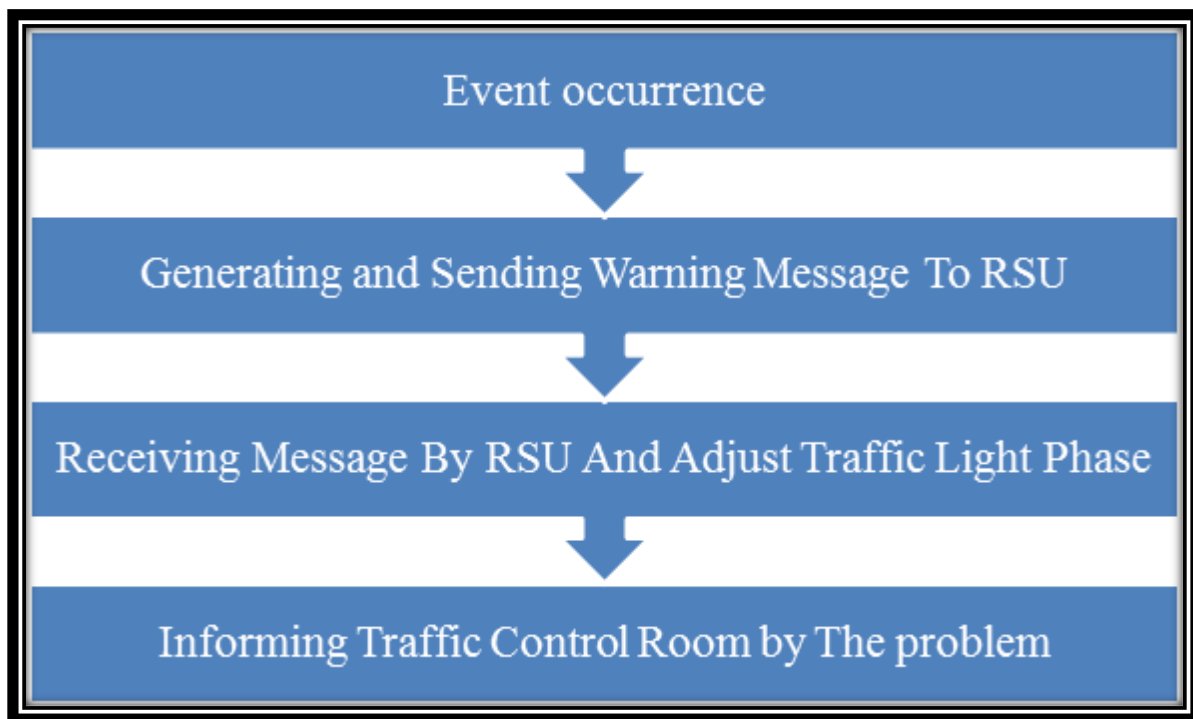 Event occurrence
Generating and Sending Warning Message To RSU
Receiving Message By RSU And Adjust Traffic Light Phase
Informing Traffic Control Room by The problem